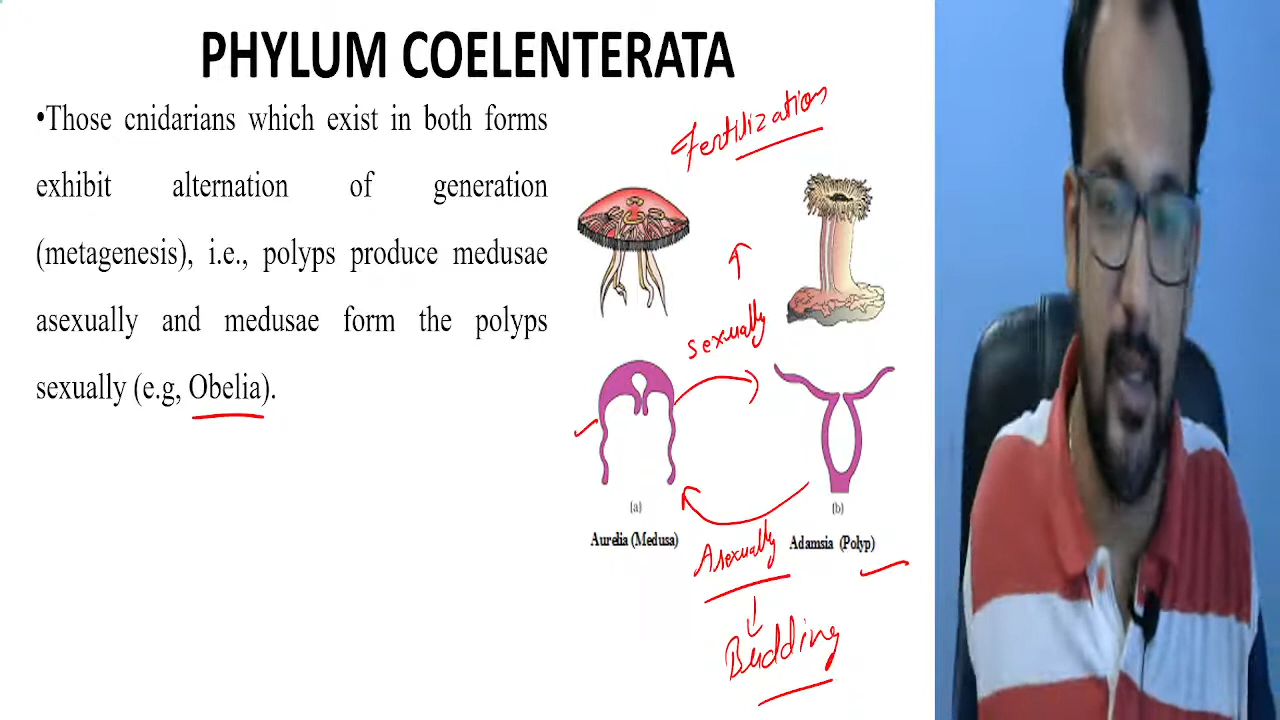 PHYLUM COELENTERATA
•Those cnidarians which exist in both forms
exhibit alternation of generation
(metagenesis), i.e., polyps produce medusae
asexually and medusae form the polyps
sexually (e.g, Obelia).
Fertilization
sexually
(a)
(b)
Aurelia (Medusa)
Adamsia (Polyp)
Asexually
Budding